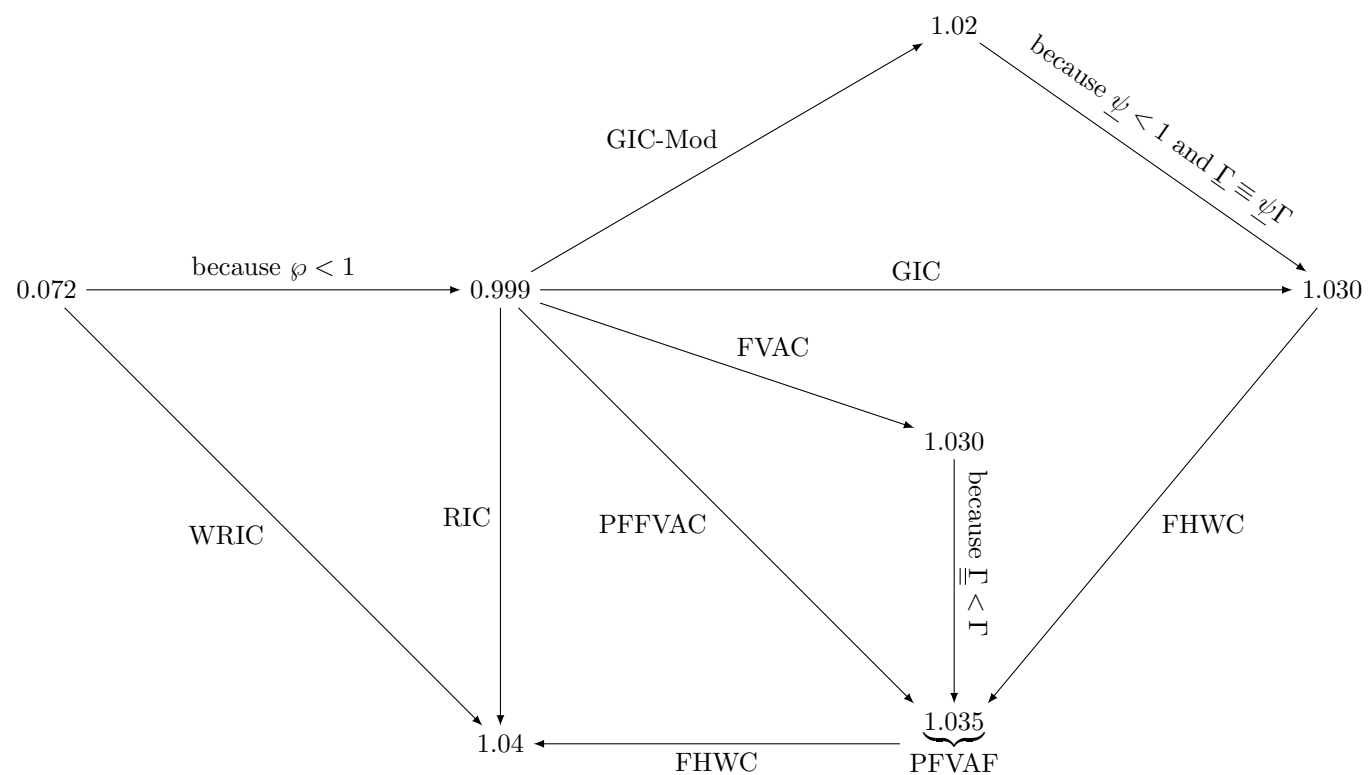 1.02
because ψ̲ < 1 and Γ̲ ≡ ψ̲Γ
GIC-Mod
because ℘ < 1
GIC
0.072
0.999
1.030
FVAC
1.030
because Γ̳ < Γ
WRIC
RIC
PFFVAC
FHWC
1.035
PFVAF
1.04
FHWC